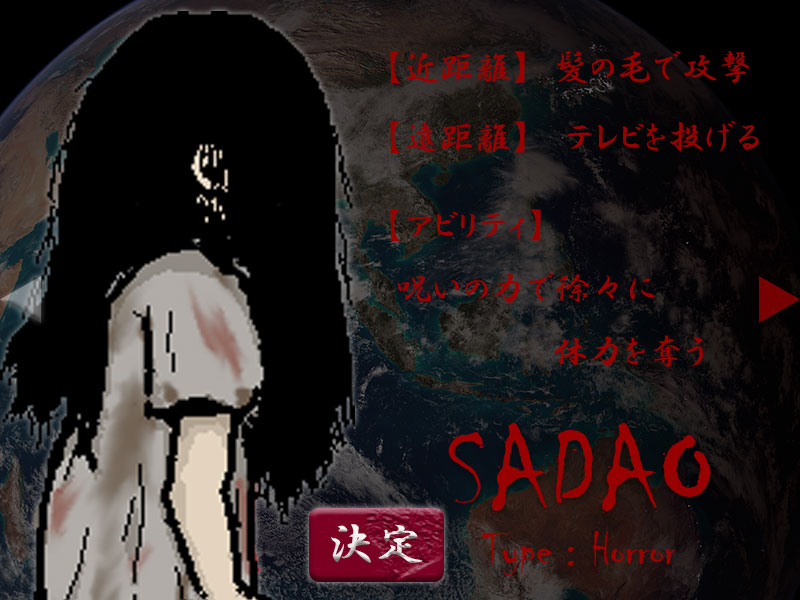 【近距離】 髪の毛で攻撃
【遠距離】 テレビを投げる
【アビリティ】
呪いの力で徐々に
体力を奪う
SADAO
Type : Horror
決定